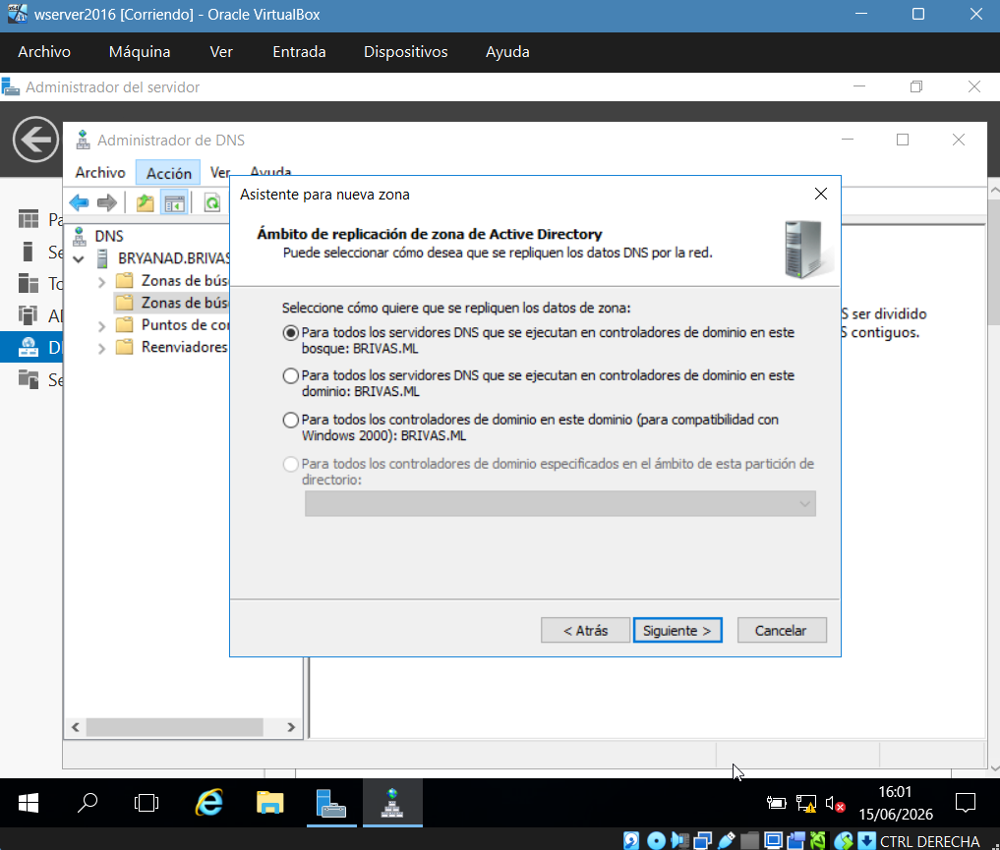 wserver2016 [Corriendo] - Oracle VirtualBox
Archivo Máquina Ver Entrada Dispositivos Ayuda
Administrador del servidor
Administrador de DNS
Archivo Acción Ver Ayuda
Asistente para nueva zona
Ámbito de replicación de zona de Active Directory
Puede seleccionar cómo desea que se repliquen los datos DNS por la red.
DNS
BRYANAD.BRIVAS
Zonas de bús
Zonas de bús
Puntos de co
Reenviadores
Pa
Se
To
Al
D
Se
Seleccione cómo quiere que se repliquen los datos de zona:
Para todos los servidores DNS que se ejecutan en controladores de dominio en este
bosque: BRIVAS.ML
Para todos los servidores DNS que se ejecutan en controladores de dominio en este
dominio: BRIVAS.ML
Para todos los controladores de dominio en este dominio (para compatibilidad con
Windows 2000): BRIVAS.ML
Para todos los controladores de dominio especificados en el ámbito de esta partición de
directorio:
S ser dividido
S contiguos.
< Atrás Siguiente > Cancelar
16:01
15/06/2026
CTRL DERECHA